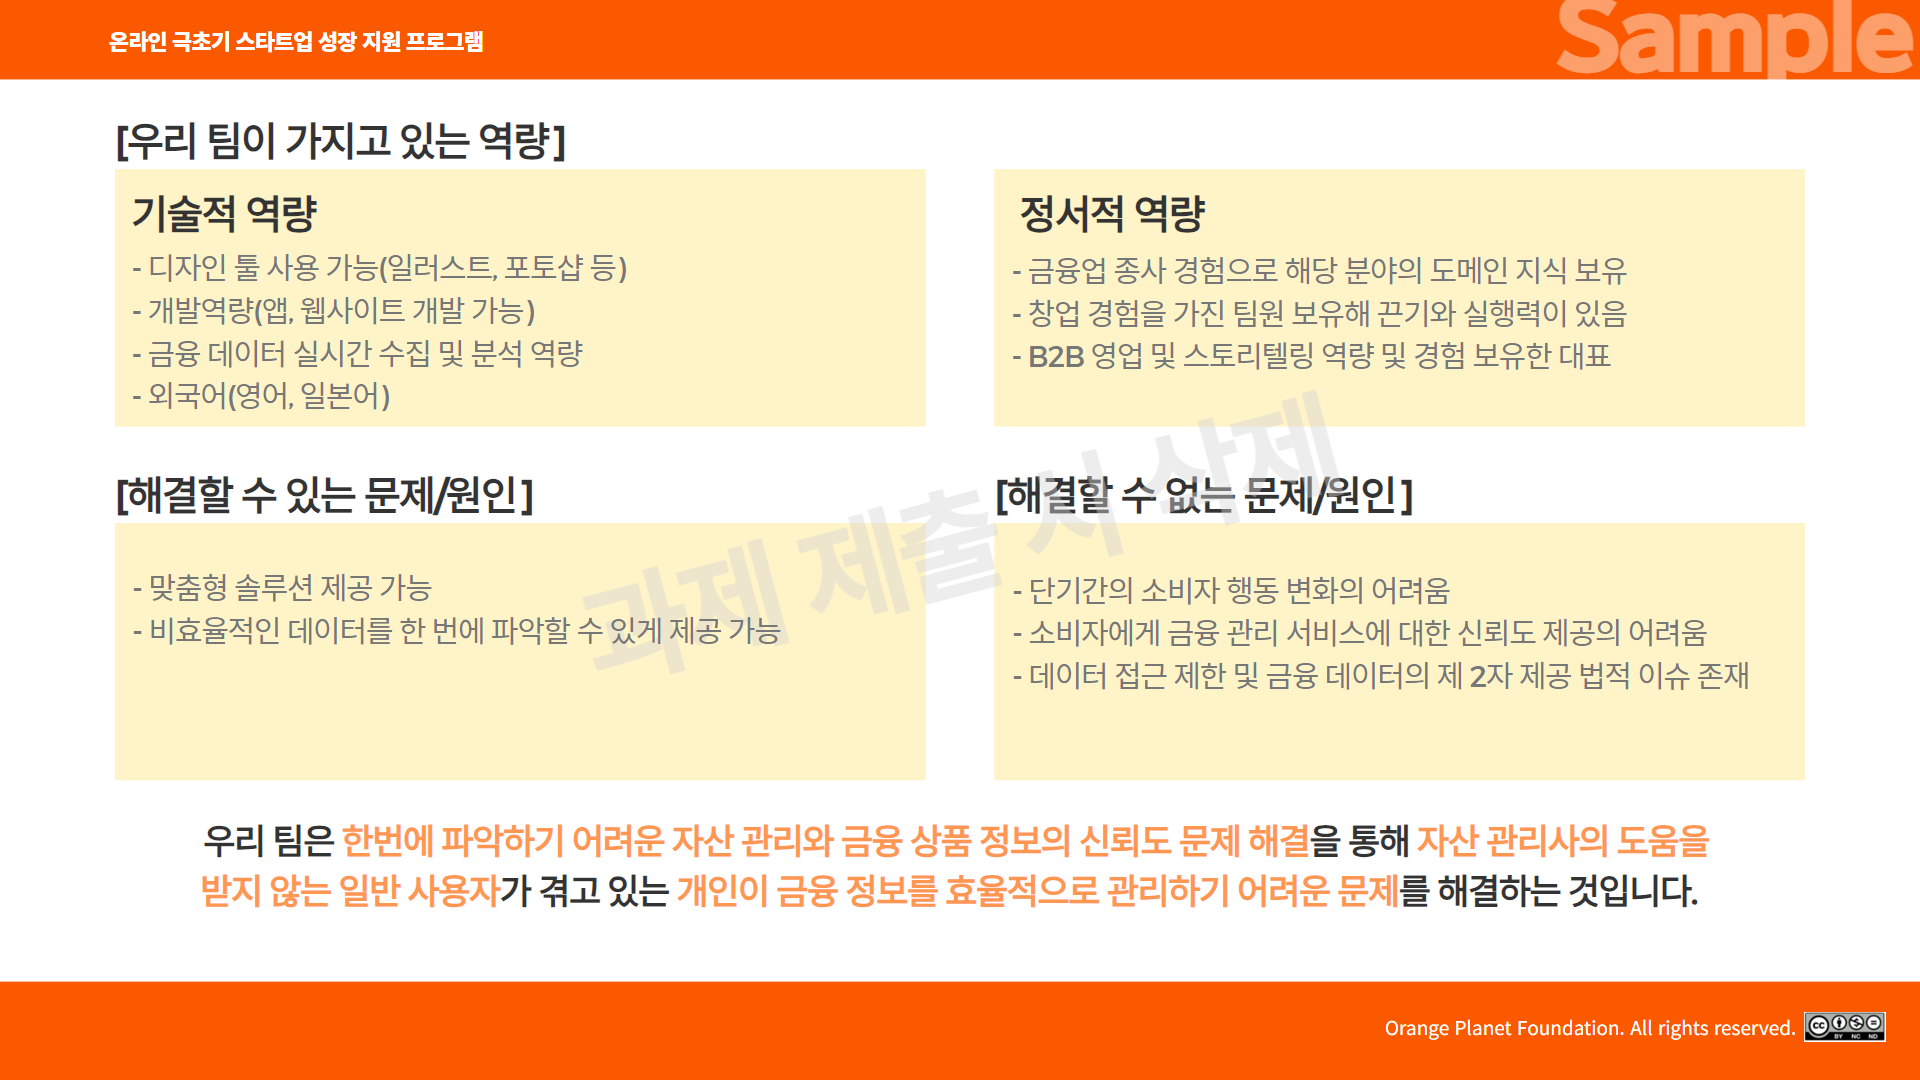 온라인 극초기 스타트업 성장 지원 프로그램
Sample
[우리 팀이 가지고 있는 역량]
기술적 역량
- 디자인 툴 사용 가능(일러스트, 포토샵 등)
- 개발역량(앱, 웹사이트 개발 가능)
- 금융 데이터 실시간 수집 및 분석 역량
- 외국어(영어, 일본어)
정서적 역량
- 금융업 종사 경험으로 해당 분야의 도메인 지식 보유
- 창업 경험을 가진 팀원 보유해 끈기와 실행력이 있음
- B2B 영업 및 스토리텔링 역량 및 경험 보유한 대표
[해결할 수 있는 문제/원인]
- 맞춤형 솔루션 제공 가능
- 비효율적인 데이터를 한 번에 파악할 수 있게 제공 가능
[해결할 수 없는 문제/원인]
- 단기간의 소비자 행동 변화의 어려움
- 소비자에게 금융 관리 서비스에 대한 신뢰도 제공의 어려움
- 데이터 접근 제한 및 금융 데이터의 제 2자 제공 법적 이슈 존재
과제 제출 시 삭제
우리 팀은 한번에 파악하기 어려운 자산 관리와 금융 상품 정보의 신뢰도 문제 해결을 통해 자산 관리사의 도움을
받지 않는 일반 사용자가 겪고 있는 개인이 금융 정보를 효율적으로 관리하기 어려운 문제를 해결하는 것입니다.
Orange Planet Foundation. All rights reserved.
cc BY NC ND